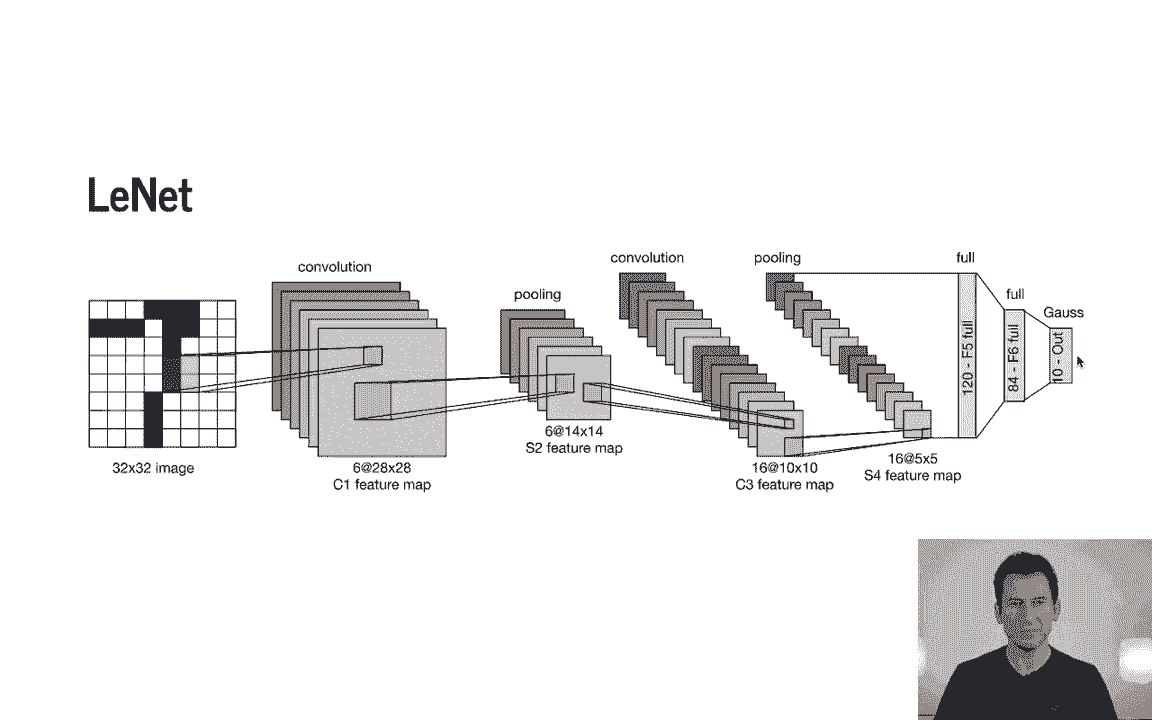 LeNet
convolution
pooling
convolution
pooling
full
full
Gauss
32x32 image
6@28x28
C1 feature map
6@14x14
S2 feature map
16@10x10
C3 feature map
16@5x5
S4 feature map
120 - F5 full
84 - F6 full
10 - Out